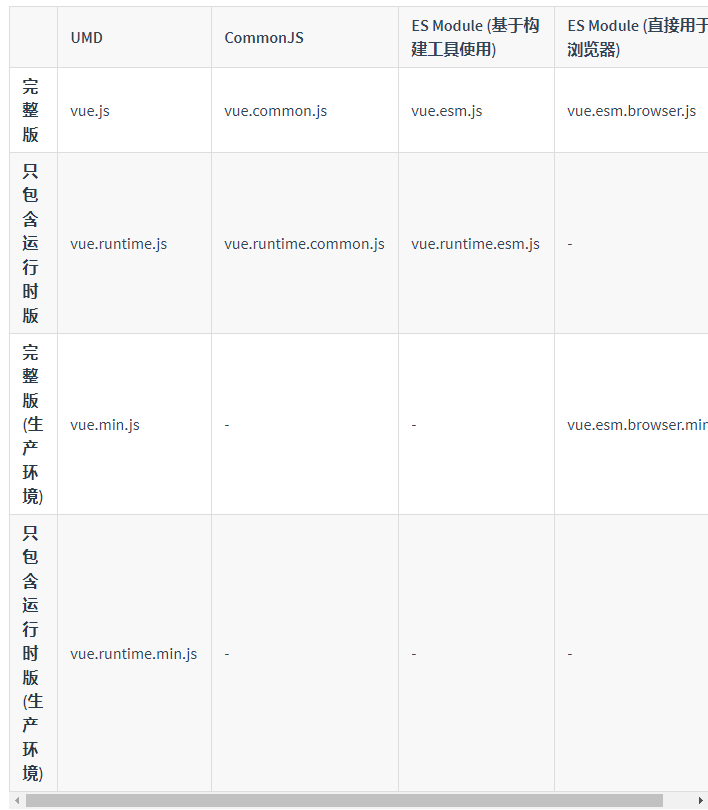 UMD
CommonJS
ES Module (基于构
建工具使用)
ES Module (直接用于
浏览器)
完
整
版
vue.js
vue.common.js
vue.esm.js
vue.esm.browser.js
只
包
含
运
行
时
版
vue.runtime.js
vue.runtime.common.js
vue.runtime.esm.js
-
完
整
版
(生
产
环
境)
vue.min.js
-
-
vue.esm.browser.min
只
包
含
运
行
时
版
(生
产
环
境)
vue.runtime.min.js
-
-
-